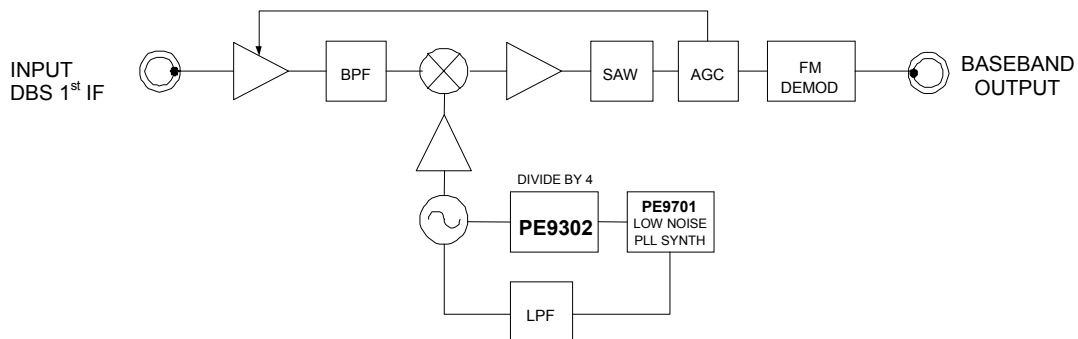 INPUT
DBS 1st IF
BPF
SAW
AGC
FM
DEMOD
BASEBAND
OUTPUT
DIVIDE BY 4
PE9302
PE9701
LOW NOISE
PLL SYNTH
LPF